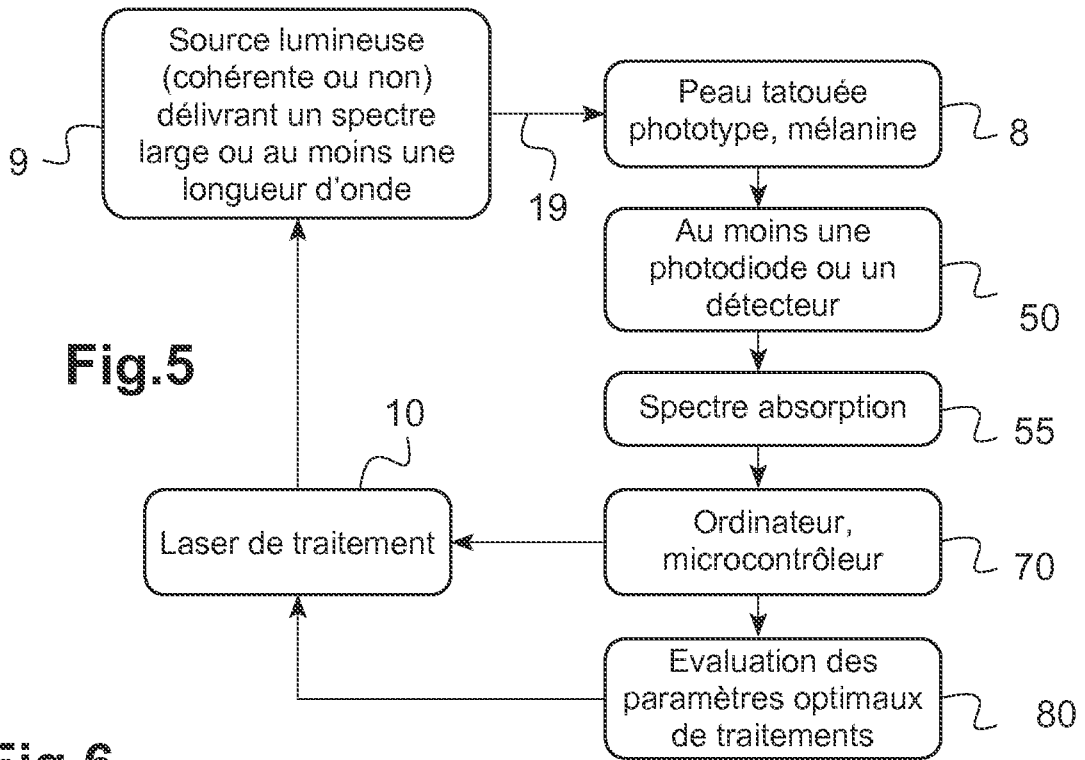 Source lumineuse
(cohérente ou non)
délivrant un spectre
large ou au moins une
longueur d'onde
9
19
Peau tatouée
phototype, mélanine
8
Au moins une
photodiode ou un
détecteur
50
Fig.5
Spectre absorption
55
10
Laser de traitement
Ordinateur,
microcontrôleur
70
Evaluation des
paramètres optimaux
de traitements
80
Fig.6